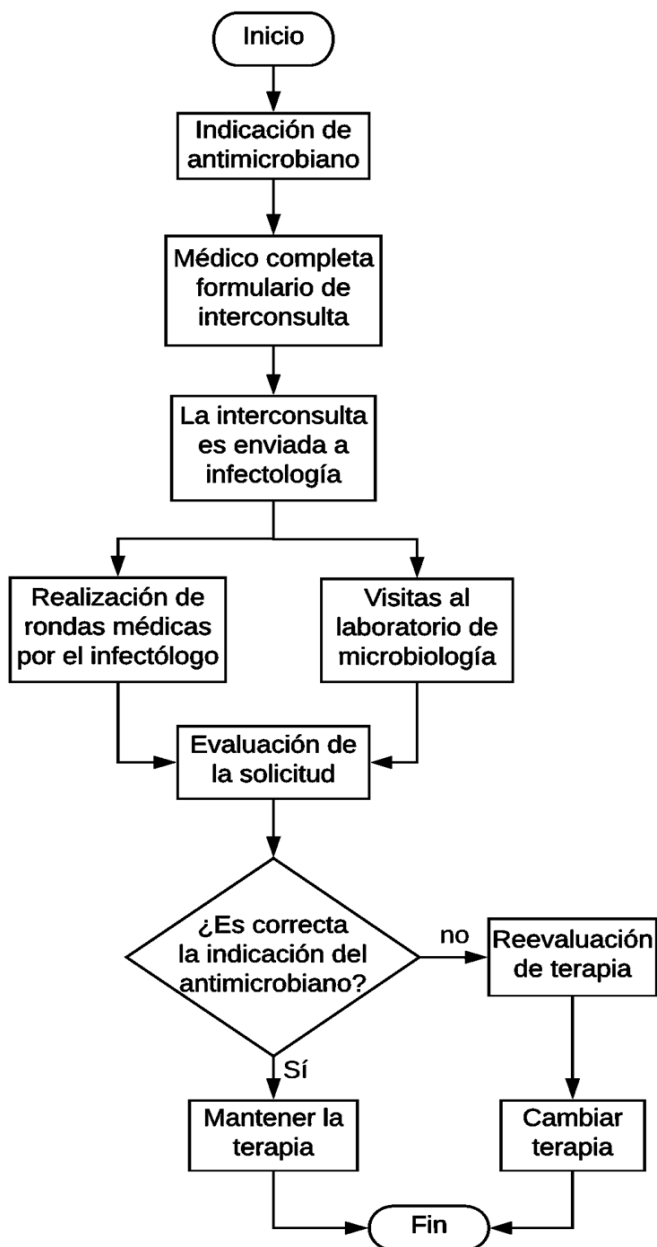 Inicio
Indicación de
antimicrobiano
Médico completa
formulario de
interconsulta
La interconsulta
es enviada a
infectología
Realización de
rondas médicas
por el infectólogo
Visitas al
laboratorio de
microbiología
Evaluación de
la solicitud
¿Es correcta
la indicación del
antimicrobiano?
no
Reevaluación
de terapia
Sí
Mantener la
terapia
Cambiar
terapia
Fin